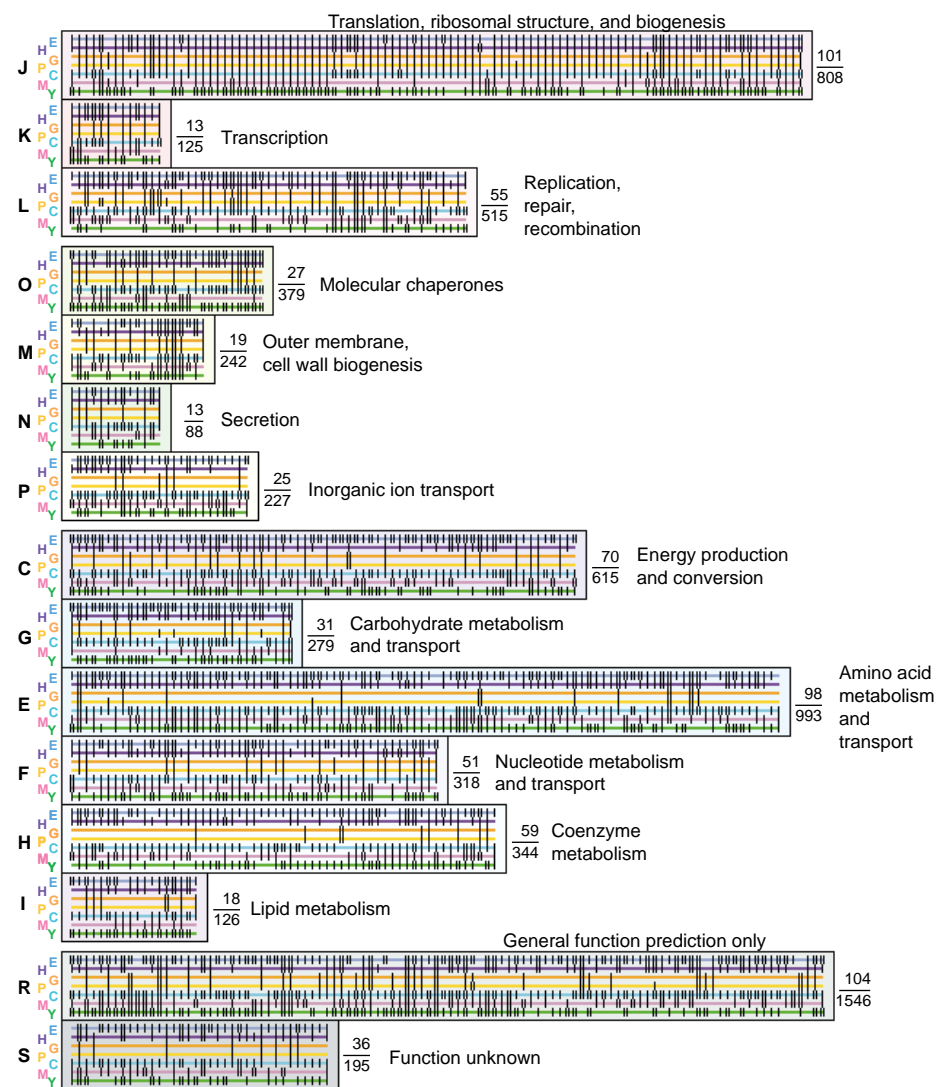 Translation, ribosomal structure, and biogenesis
J
H P M
E G C Y
101
808
K
H P M
E G C Y
13
125
Transcription
L
H P M
E G C Y
55
515
Replication,
repair,
recombination
O
H P M
E G C Y
27
379
Molecular chaperones
M
H P M
E G C Y
19
242
Outer membrane,
cell wall biogenesis
N
H P M
E G C Y
13
88
Secretion
P
H P M
E G C Y
25
227
Inorganic ion transport
C
H P M
E G C Y
70
615
Energy production
and conversion
G
H P M
E G C Y
31
279
Carbohydrate metabolism
and transport
E
H P M
E G C Y
98
993
Amino acid
metabolism
and
transport
F
H P M
E G C Y
51
318
Nucleotide metabolism
and transport
H
H P M
E G C Y
59
344
Coenzyme
metabolism
I
H P M
E G C Y
18
126
Lipid metabolism
General function prediction only
R
H P M
E G C Y
104
1546
S
H P M
E G C Y
36
195
Function unknown